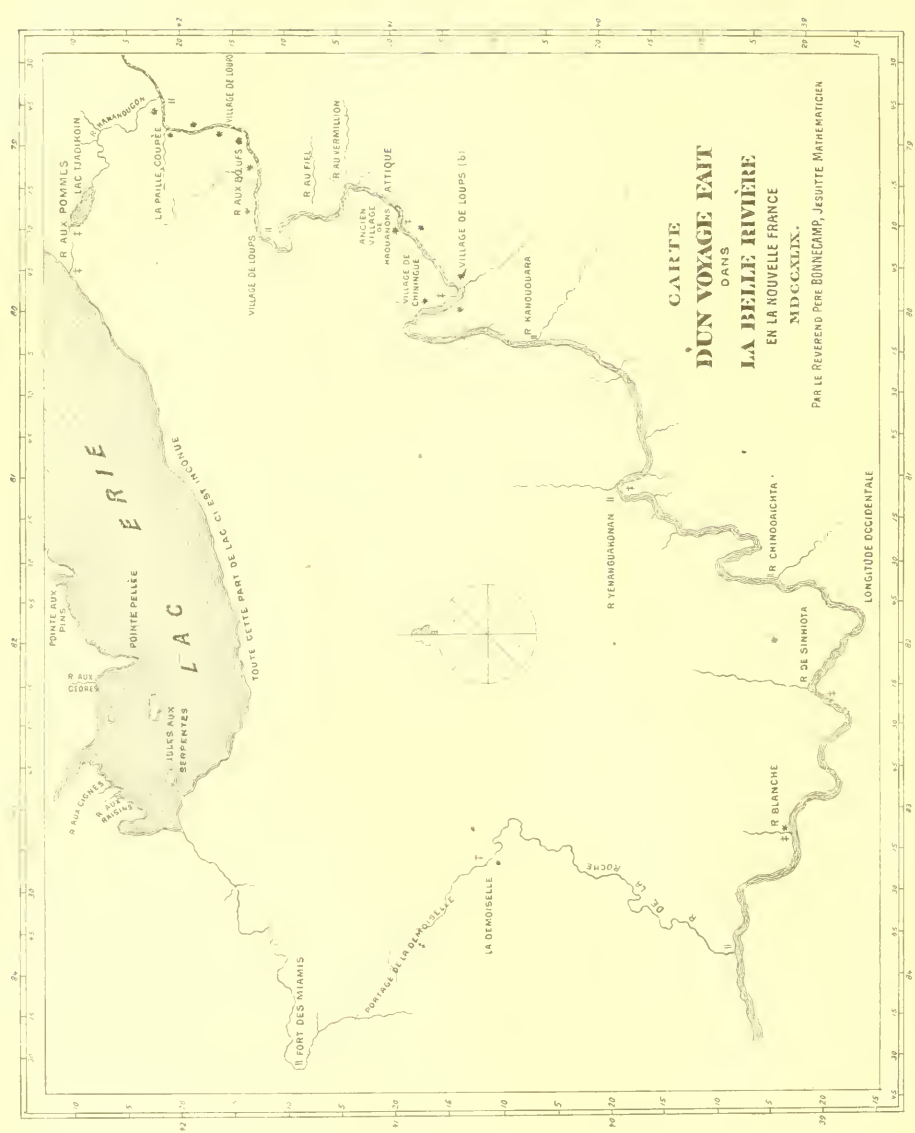 CARTE
D'UN VOYAGE FAIT
DANS
LA BELLE RIVIÈRE
EN LA NOUVELLE FRANCE
MDCCXLIX.
PAR LE REVEREND PERE BONNECAMP, JESUITTE MATHEMATICIEN
LAC ERIE
TOUTE CETTE PART DE LAC CI EST INCONUE
POINTE AUX
PINS
POINTE PELLÉE
R AUX
CEDRES
ISLES AUX
SERPENTES
R AUX CIGNES
R AUX
RAISINS
R AUX POMMES
LAC TJADIKOIN
R KANANOUGON
LA PAILLE COUPÉE
VILLAGE DE LOUPS
R AUX BŒUFS
VILLAGE DE LOUPS
R AU FIEL
R AU VERMILLION
ATTIQUE
ANCIEN
VILLAGE
DE
VILLAGE DE LOUPS (b)
VILLAGE DE
CHININGUE
R KANOUOUARA
R YENANGUAKONAN
R CHINODAICHTA
R DE SINHIOTA
LONGITUDE OCCIDENTALE
R BLANCHE
R DE LA ROCHE
LA DEMOISELLE
PORTAGE DE LA DEMOISELLE
FORT DES MIAMIS